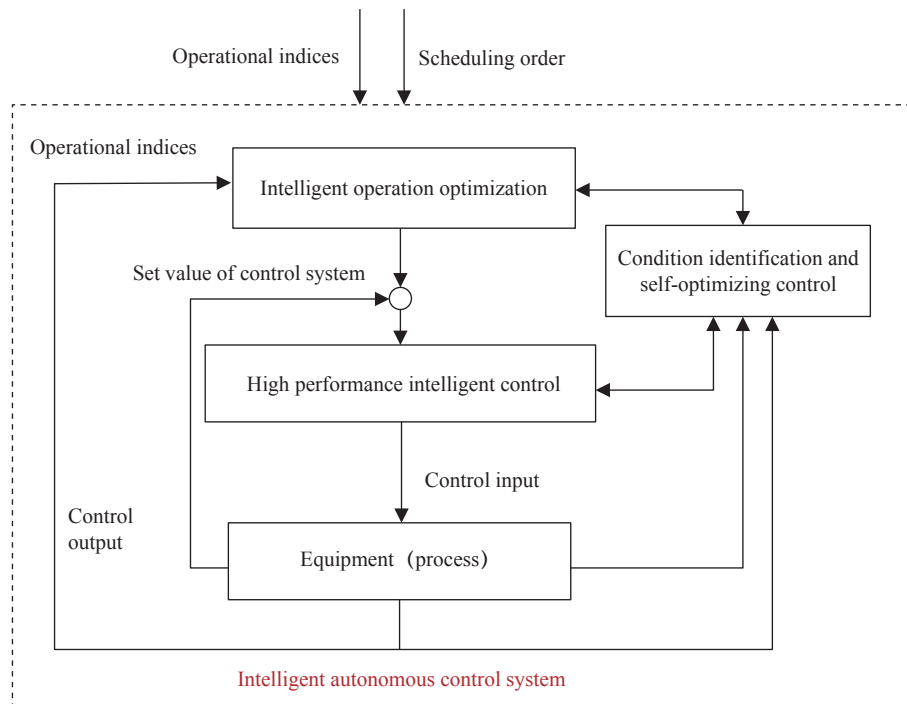 Operational indices
Scheduling order
Operational indices
Intelligent operation optimization
Condition identification and
self-optimizing control
Set value of control system
High performance intelligent control
Control input
Control
output
Equipment (process)
Intelligent autonomous control system